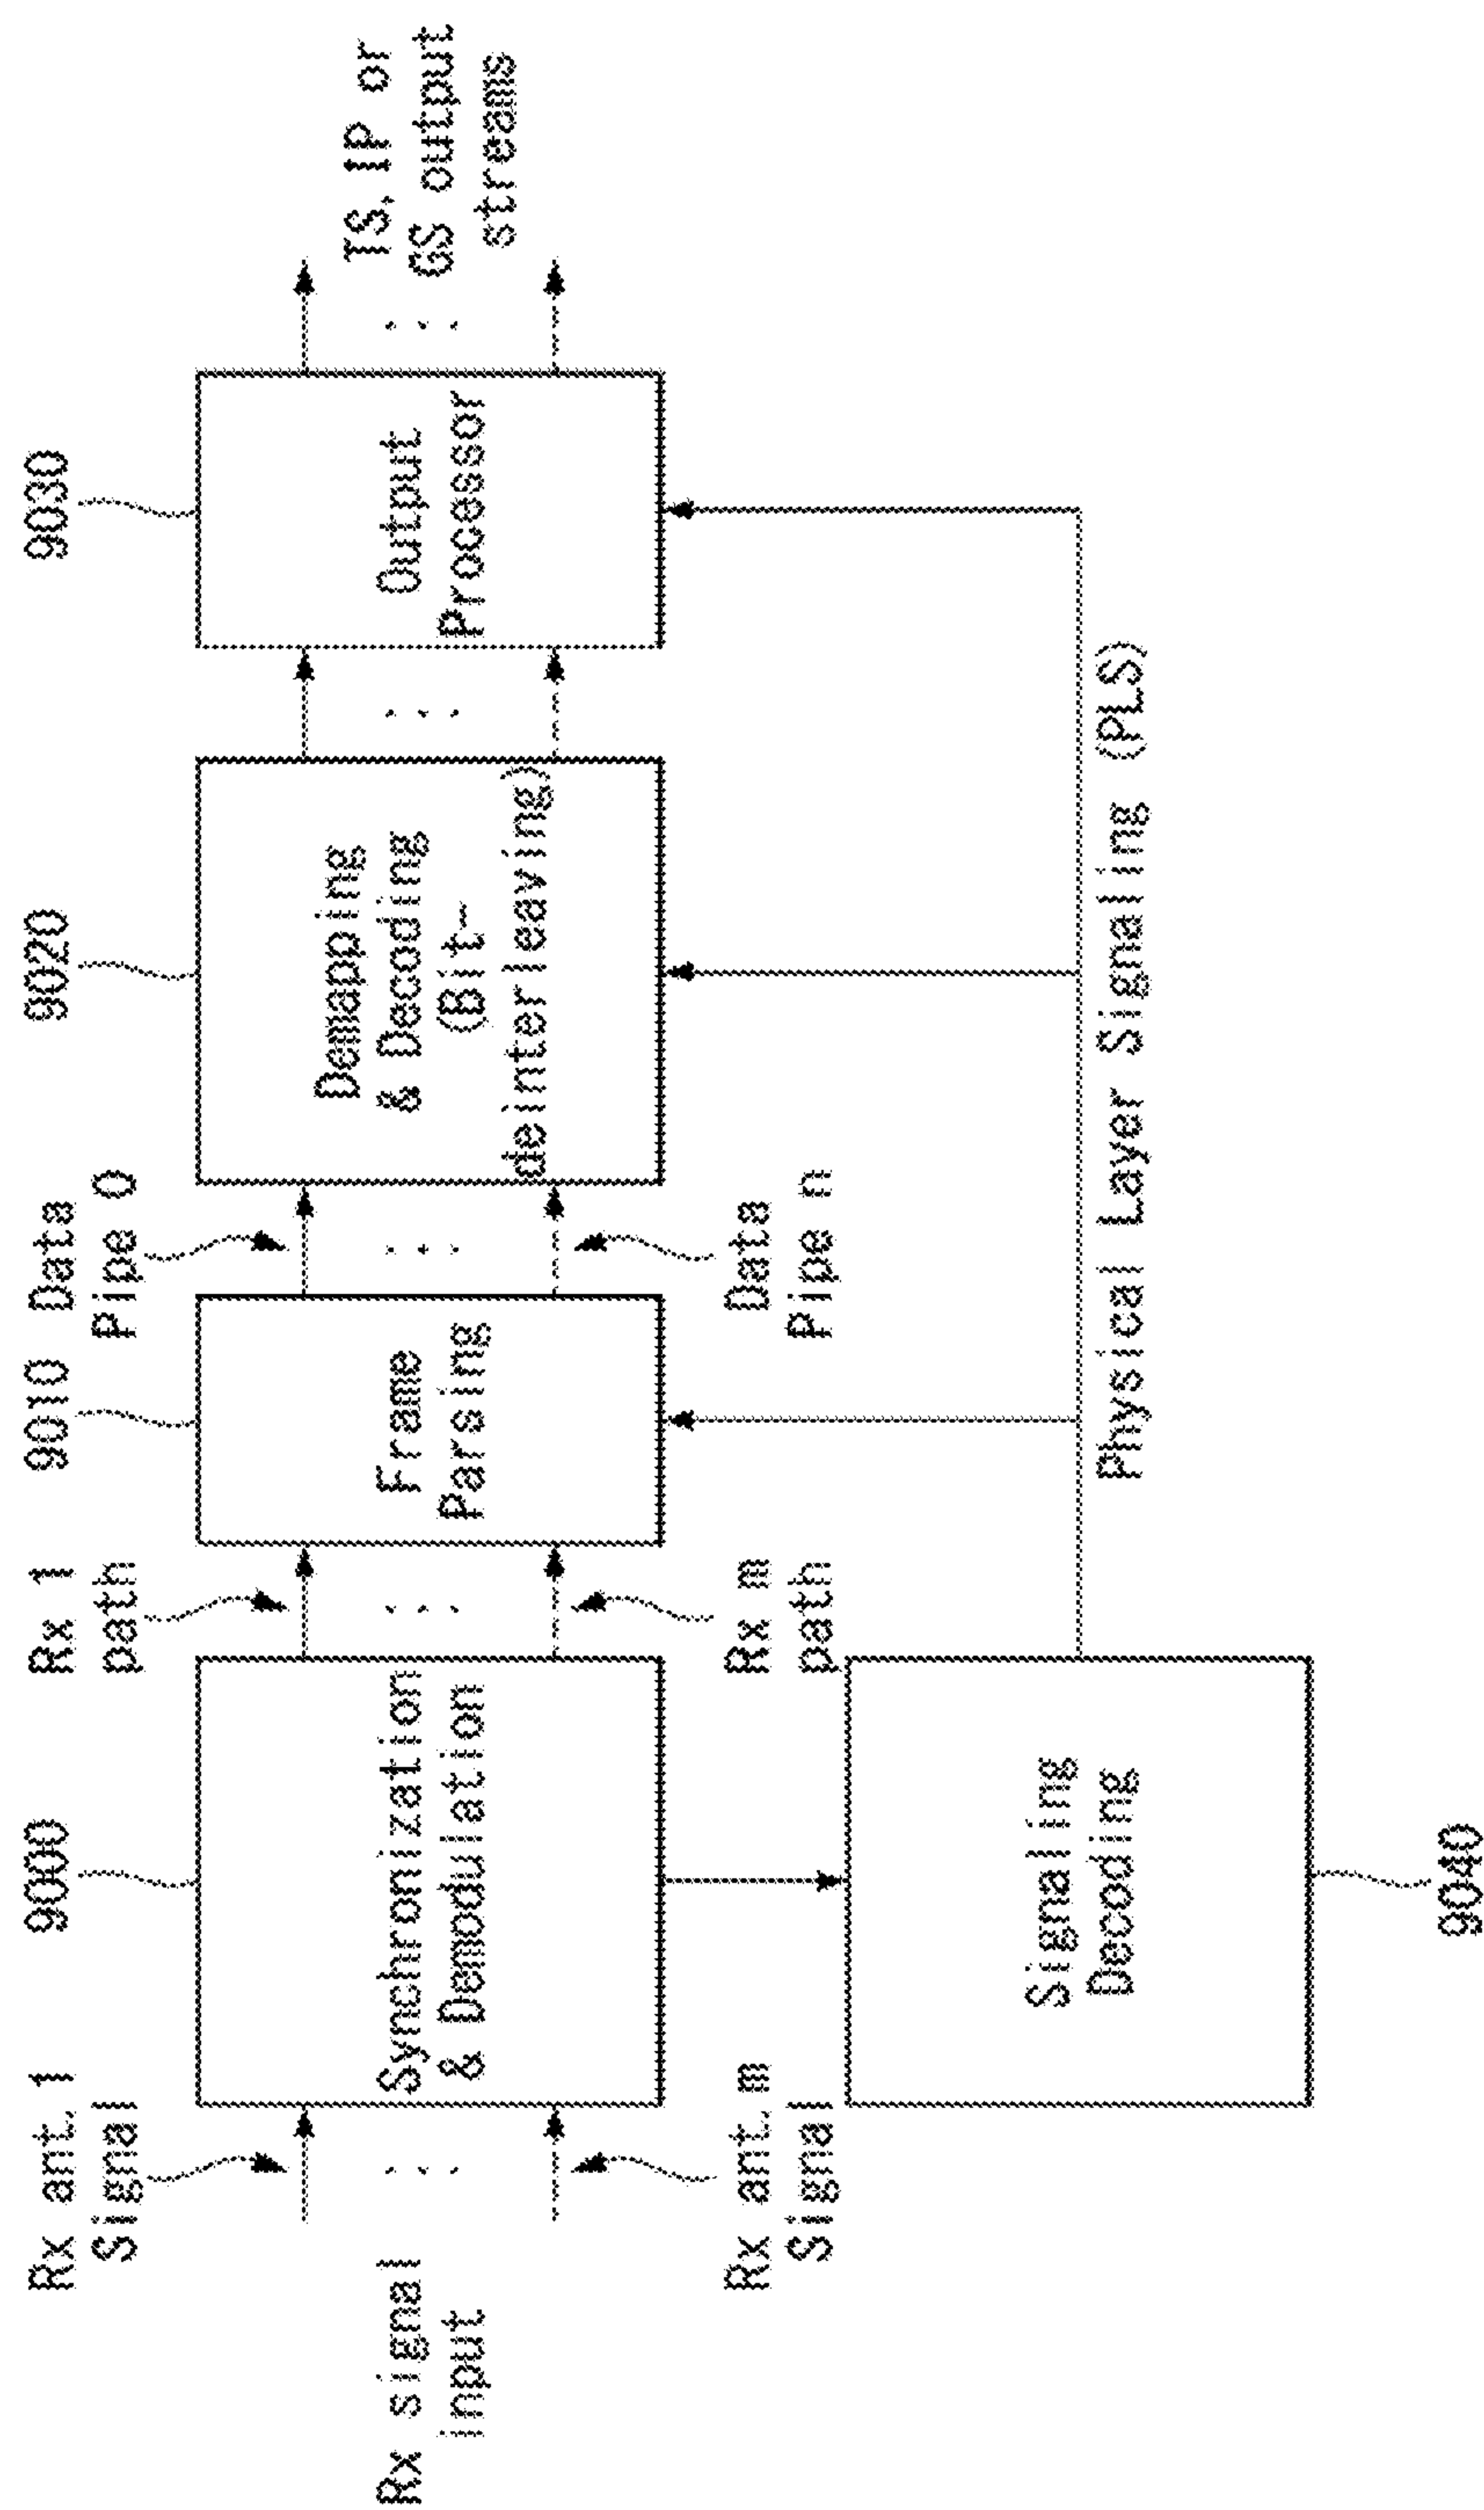 9000
9010
9020
9030
Rx ant. 1
Signal
Rx 1
path
Data
Pipe 0
Rx signal
input
Synchronization
& Demodulation
Frame
Parsing
Demapping
& Decoding
(Bit-
deinterleaving)
Output
Processor
TS, IP or
GS output
streams
Rx ant. m
Signal
Rx m
path
Data
Pipe n
Signaling
Decoding
Physical Layer Signaling (PLS)
9040